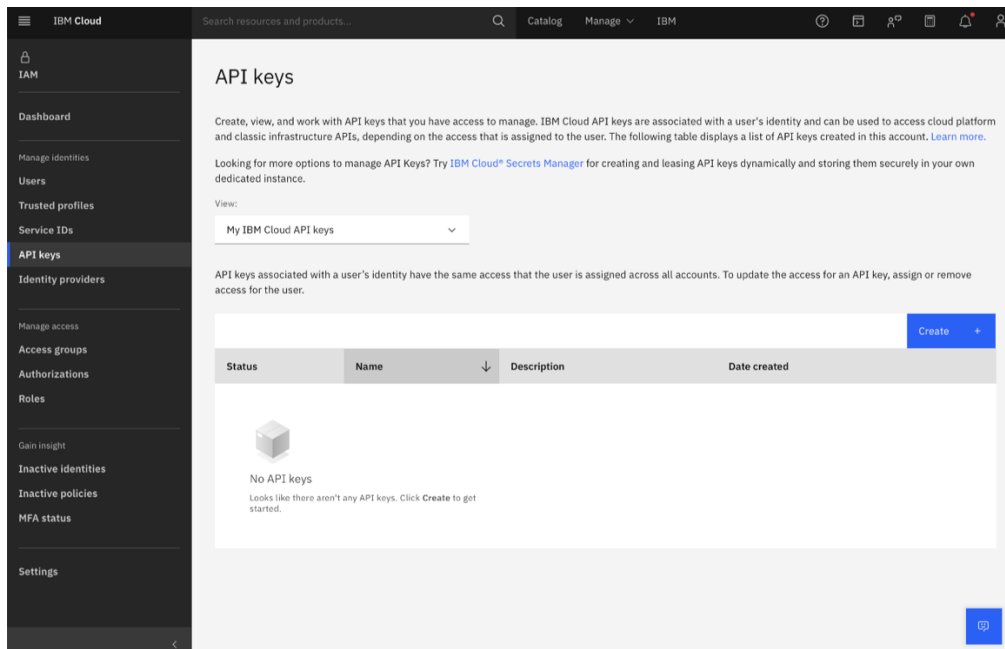 IBM Cloud
Search resources and products...
Catalog
Manage
IBM
IAM
Dashboard
Manage identities
Users
Trusted profiles
Service IDs
API keys
Identity providers
Manage access
Access groups
Authorizations
Roles
Gain insight
Inactive identities
Inactive policies
MFA status
Settings
API keys
Create, view, and work with API keys that you have access to manage. IBM Cloud API keys are associated with a user's identity and can be used to access cloud platform
and classic infrastructure APIs, depending on the access that is assigned to the user. The following table displays a list of API keys created in this account. Learn more.
Looking for more options to manage API Keys? Try IBM Cloud® Secrets Manager for creating and leasing API keys dynamically and storing them securely in your own
dedicated instance.
View:
My IBM Cloud API keys
API keys associated with a user's identity have the same access that the user is assigned across all accounts. To update the access for an API key, assign or remove
access for the user.
Create +
Status
Name
Description
Date created
No API keys
Looks like there aren't any API keys. Click Create to get
started.